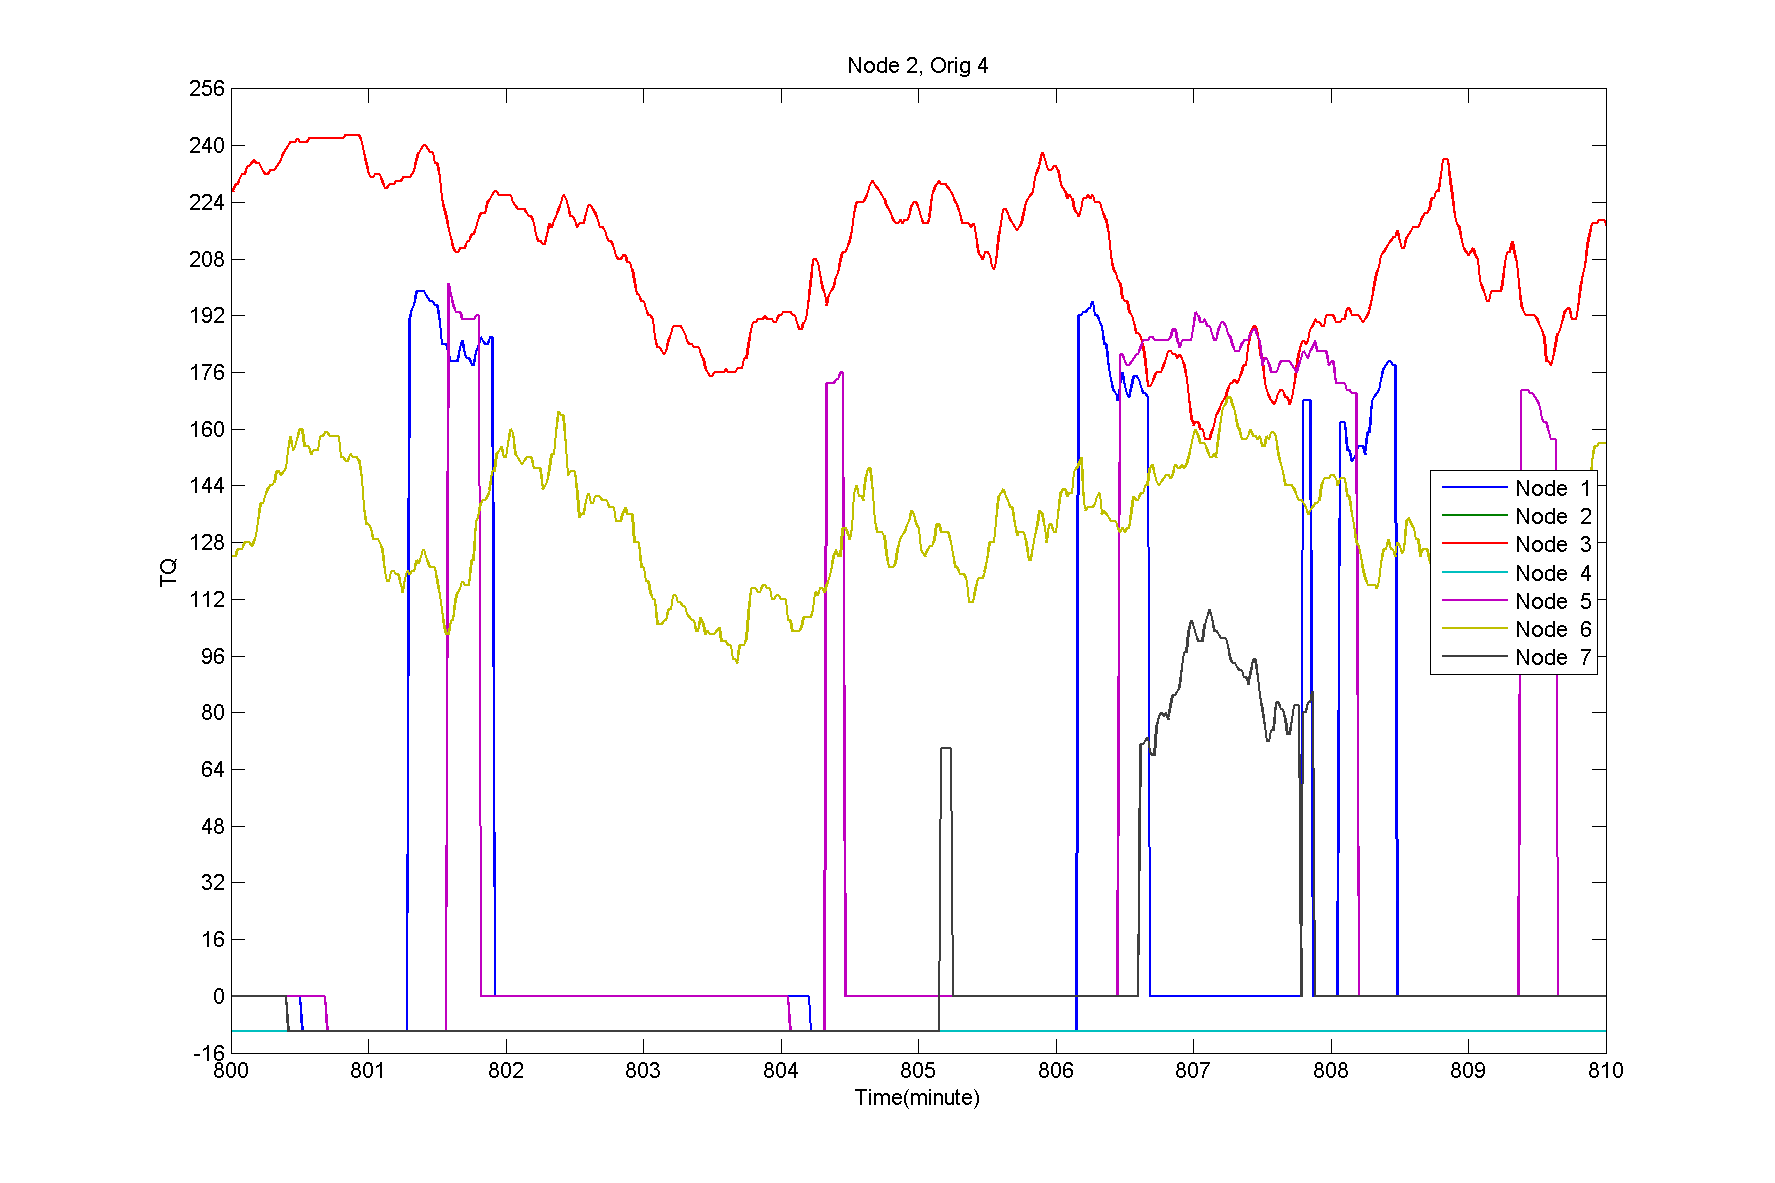 Node 2, Orig 4
256
240
224
208
192
176
160
144
128
112
96
80
64
48
32
16
0
-16
TQ
Node 1
Node 2
Node 3
Node 4
Node 5
Node 6
Node 7
800 801 802 803 804 805 806 807 808 809 810
Time(minute)